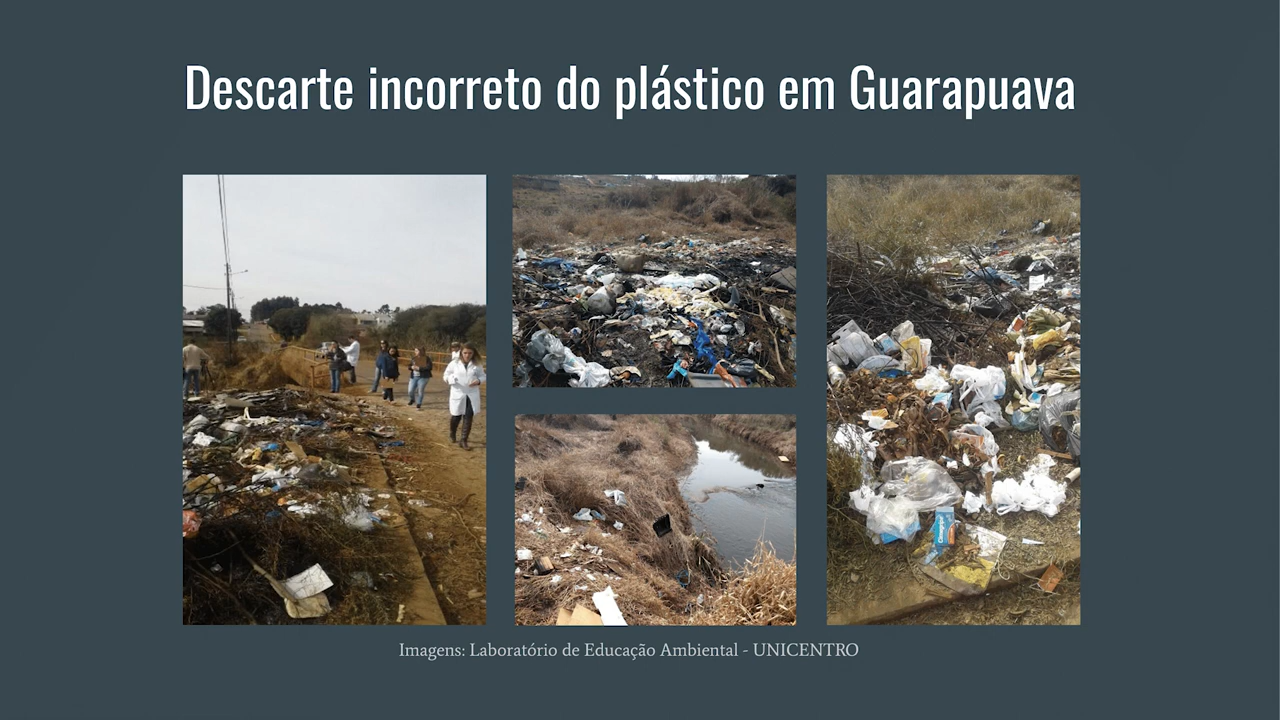 Descarte incorreto do plástico em Guarapuava
Imagens: Laboratório de Educação Ambiental - UNICENTRO